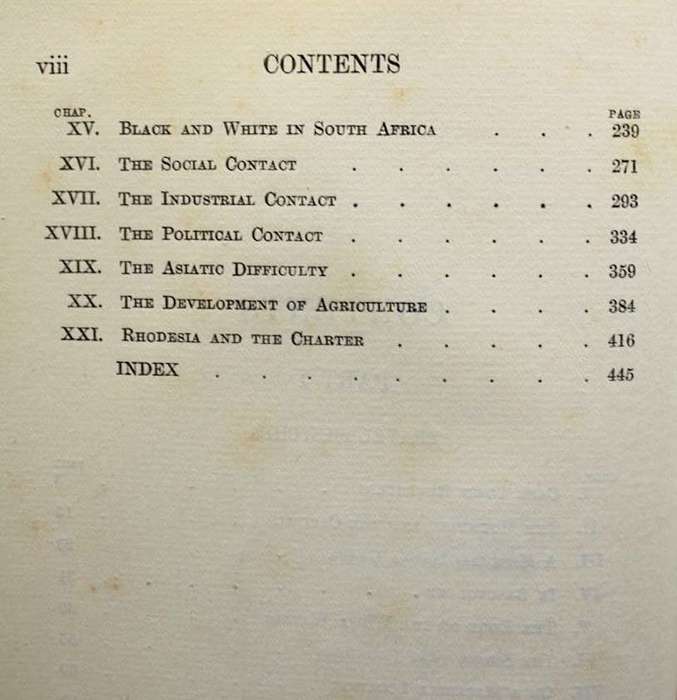 viii CONTENTS
CHAP. PAGE
XV. BLACK AND WHITE IN SOUTH AFRICA . . . 239
XVI. THE SOCIAL CONTACT . . . . . . 271
XVII. THE INDUSTRIAL CONTACT . . . . . . 293
XVIII. THE POLITICAL CONTACT . . . . . . 334
XIX. THE ASIATIC DIFFICULTY . . . . . . 359
XX. THE DEVELOPMENT OF AGRICULTURE . . . . 384
XXI. RHODESIA AND THE CHARTER . . . . . 416
INDEX . . . . . . . . . 445